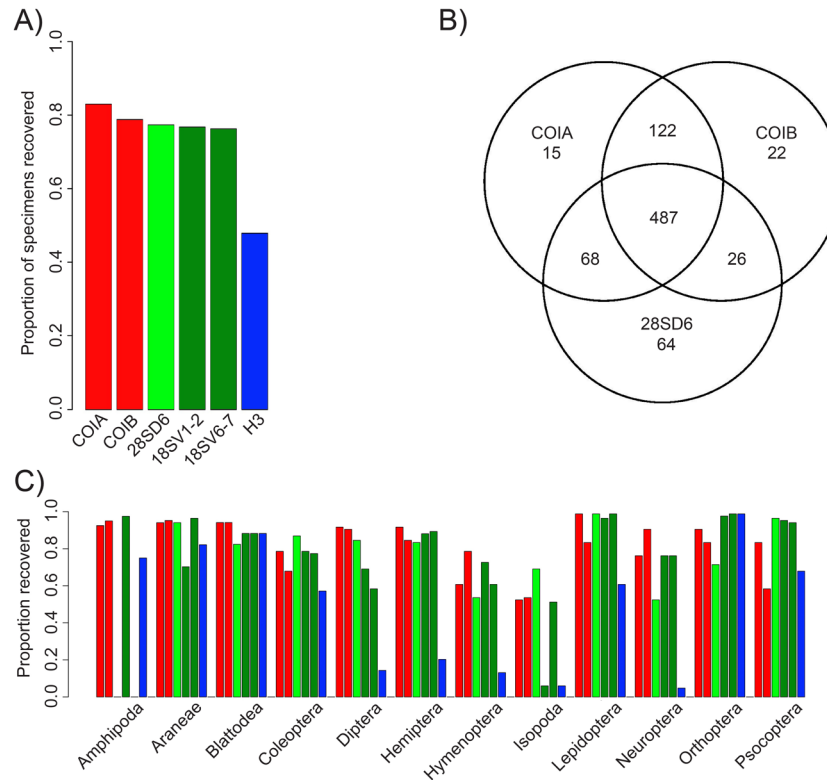 A)
Proportion of specimens recovered
1.0
0.8
0.6
0.4
0.2
0.0
COIA
COIB
28SD6
18SV1-2
18SV6-7
H3
B)
COIA
15
122
COIB
22
487
68
26
28SD6
64
C)
Proportion recovered
1.0
0.8
0.6
0.4
0.2
0.0
Amphipoda
Araneae
Blattodea
Coleoptera
Diptera
Hemiptera
Hymenoptera
Isopoda
Lepidoptera
Neuroptera
Orthoptera
Psocoptera